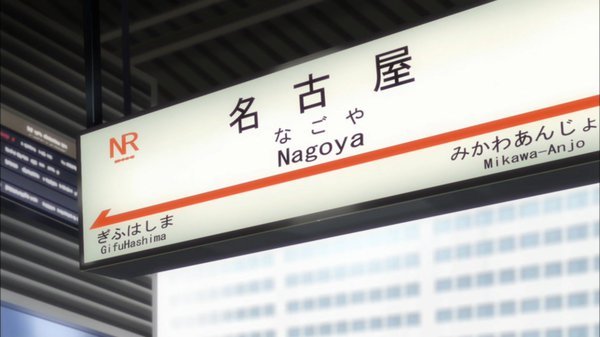 NR
名古屋
なごや
Nagoya
みかわあんじょ
Mikawa-Anjo
ぎふはしま
GifuHashima